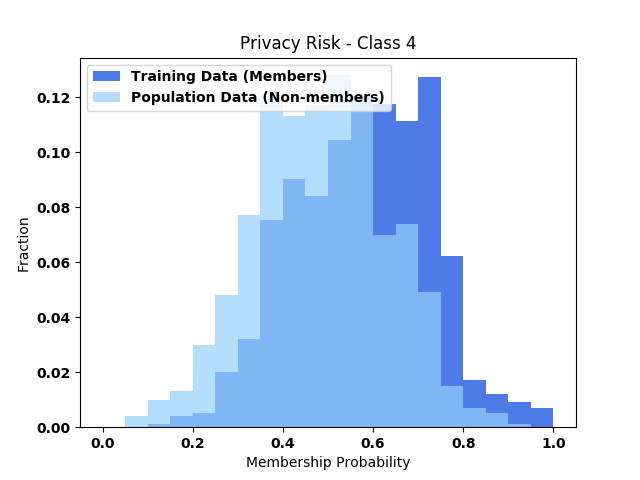 Privacy Risk - Class 4
Training Data (Members)
Population Data (Non-members)
0.12
0.10
0.08
0.06
0.04
0.02
0.00
Fraction
0.0 0.2 0.4 0.6 0.8 1.0
Membership Probability